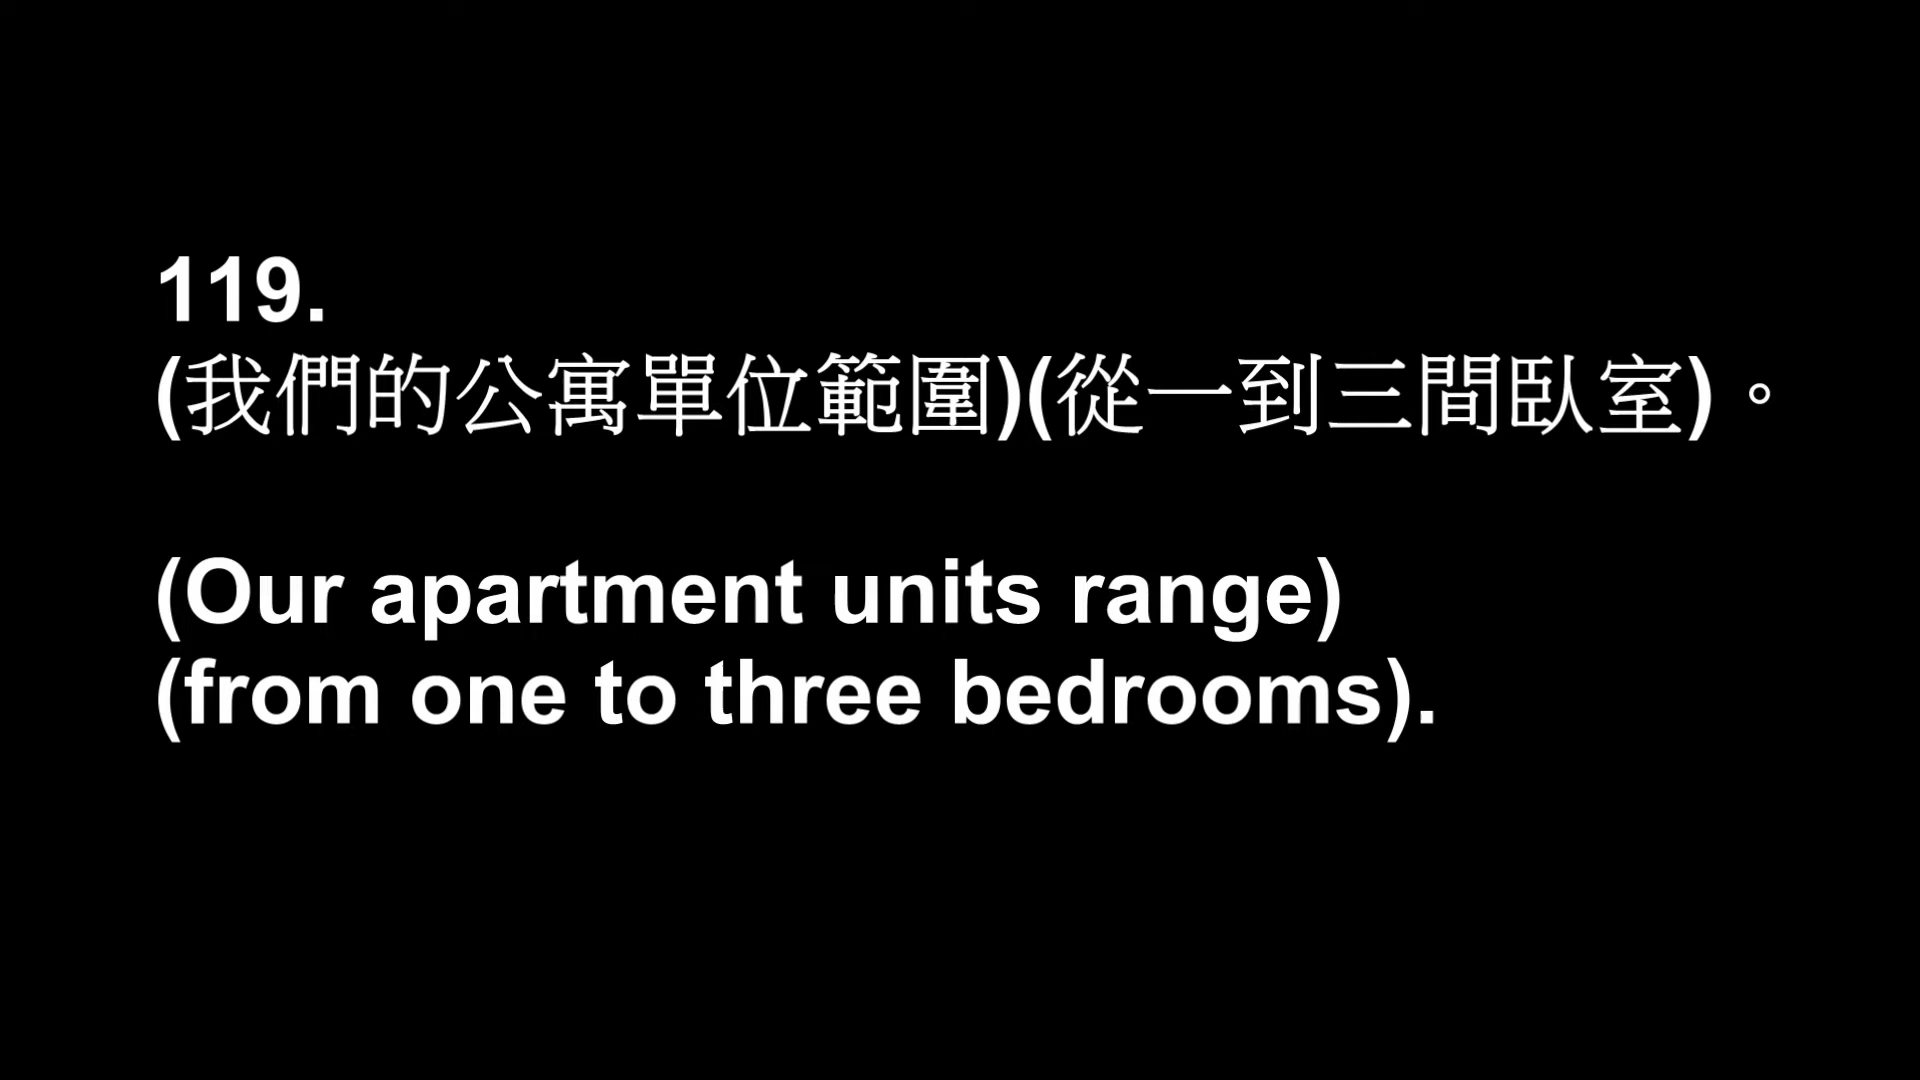 119.
(我們的公寓單位範圍)(從一到三間臥室)。
(Our apartment units range)
(from one to three bedrooms).